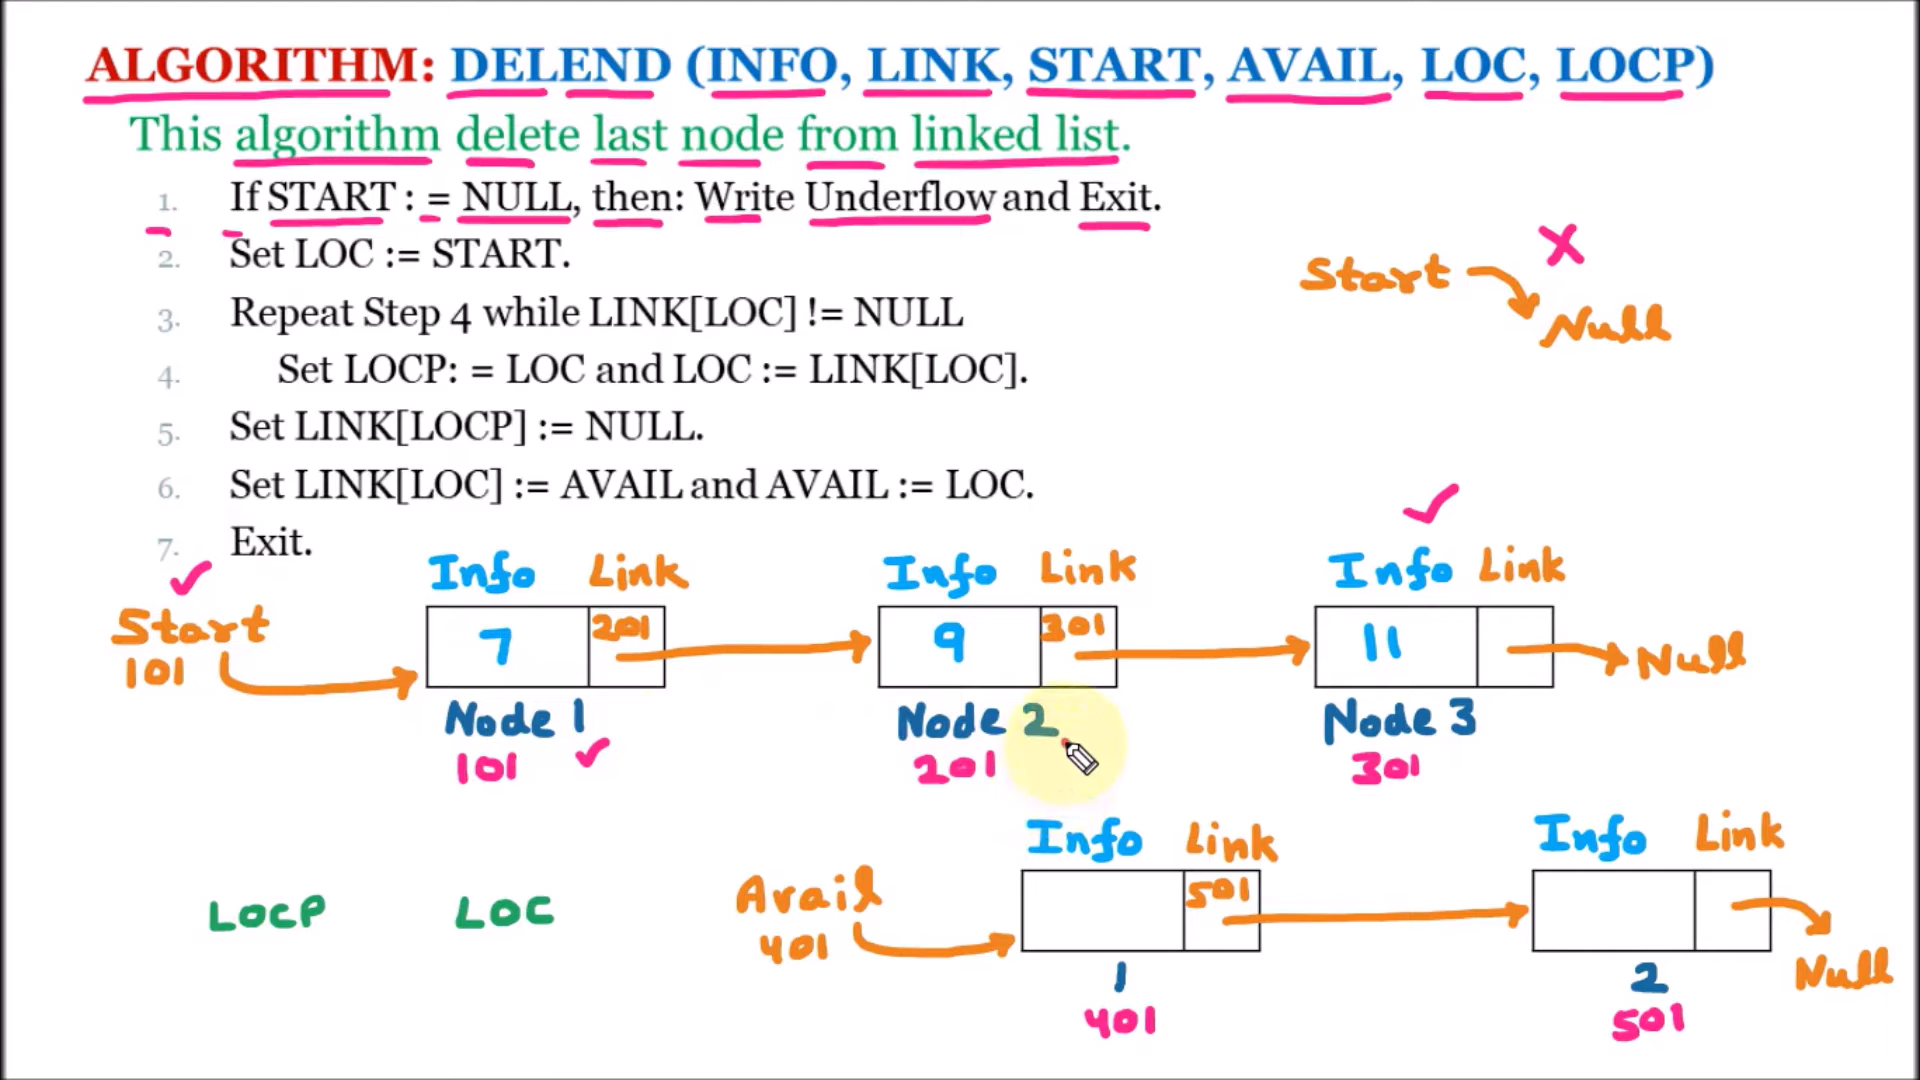 ALGORITHM: DELEND (INFO, LINK, START, AVAIL, LOC, LOCP)
This algorithm delete last node from linked list.
1. If START : = NULL, then: Write Underflow and Exit.
2. Set LOC := START.
3. Repeat Step 4 while LINK[LOC] != NULL
4. Set LOCP: = LOC and LOC := LINK[LOC].
5. Set LINK[LOCP] := NULL.
6. Set LINK[LOC] := AVAIL and AVAIL := LOC.
7. Exit.
Start
Null
Info Link Info Link Info Link
Start 7 201 9 301 11 Null
101
Node 1 Node 2 Node 3
101 201 301
Info Link Info Link
LOCP LOC Avail 501
401 Null
1 2
401 501